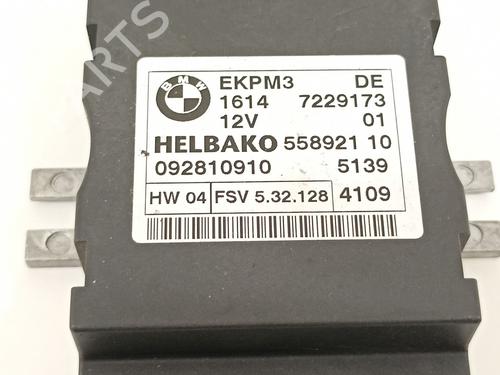 PARTS
BMW
EKPM3 DE
1614 7229173
12V 01
HELBAKO 558921 10
092810910 5139
HW 04 FSV 5.32.128 4109